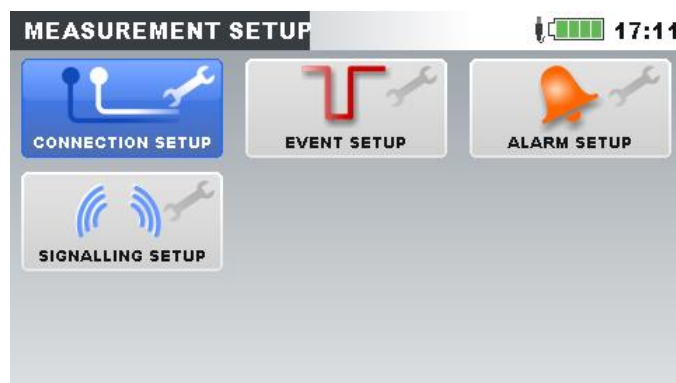 MEASUREMENT SETUP
17:11
CONNECTION SETUP
EVENT SETUP
ALARM SETUP
SIGNALLING SETUP